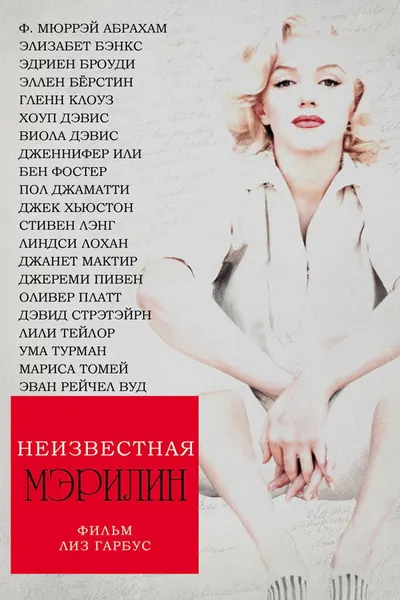 Ф. МЮРРЭЙ АБРАХАМ
ЭЛИЗАБЕТ БЭНКС
ЭДРИЕН БРОУДИ
ЭЛЛЕН БЁРСТИН
ГЛЕНН КЛОУЗ
ХОУП ДЭВИС
ВИОЛА ДЭВИС
ДЖЕННИФЕР ИЛИ
БЕН ФОСТЕР
ПОЛ ДЖАМАТТИ
ДЖЕК ХЬЮСТОН
СТИВЕН ЛЭНГ
ЛИНДСИ ЛОХАН
ДЖАНЕТ МАКТИР
ДЖЕРЕМИ ПИВЕН
ОЛИВЕР ПЛАТТ
ДЭВИД СТРЭТЭЙРН
ЛИЛИ ТЕЙЛОР
УМА ТУРМАН
МАРИСА ТОМЕЙ
ЭВАН РЕЙЧЕЛ ВУД
НЕИЗВЕСТНАЯ
МЭРИЛИН
ФИЛЬМ
ЛИЗ ГАРБУС